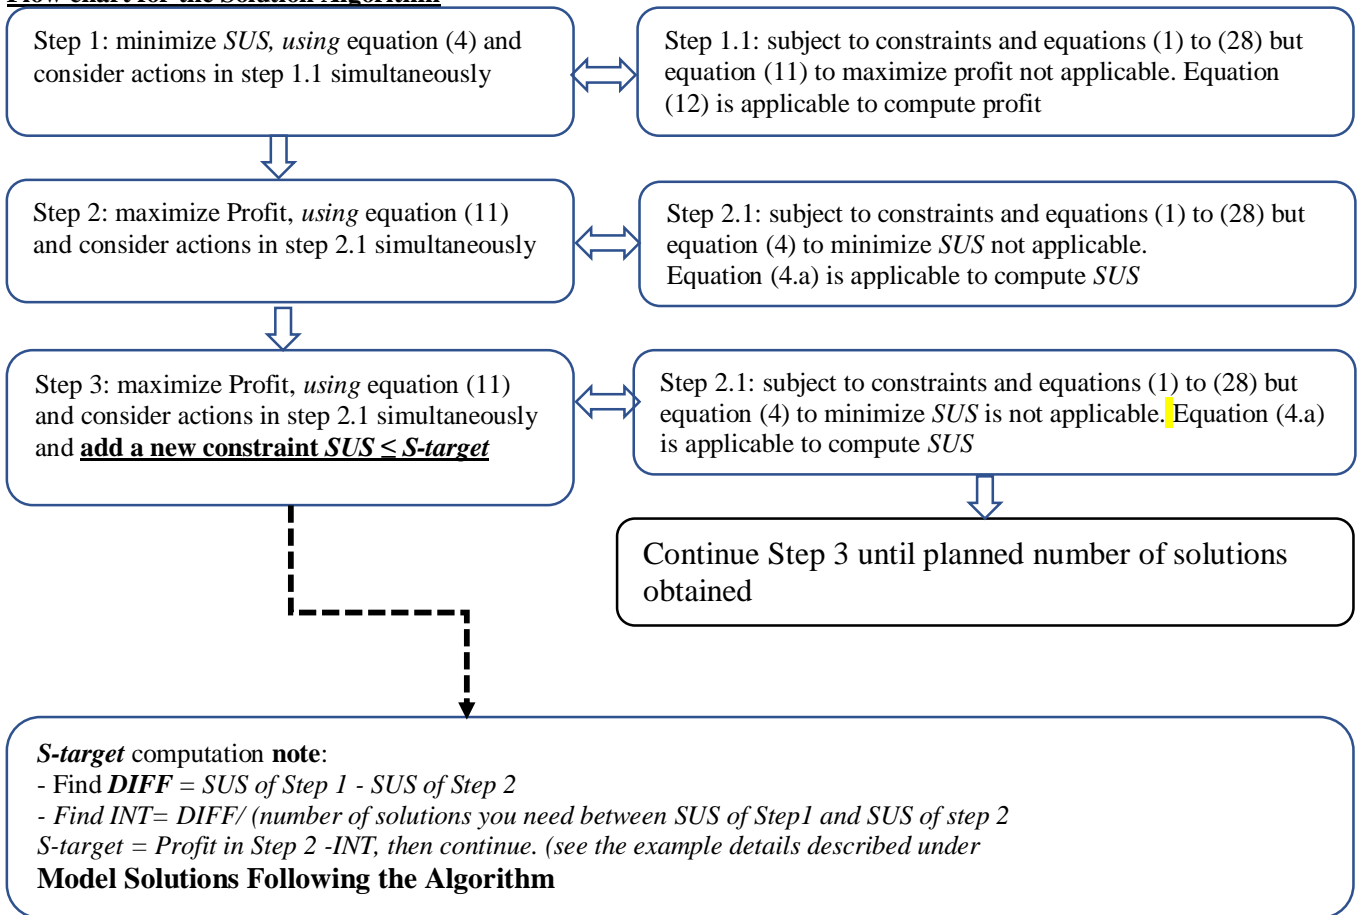 Flow chart for the Solution Algorithm
Step 1: minimize SUS, using equation (4) and
consider actions in step 1.1 simultaneously
Step 1.1: subject to constraints and equations (1) to (28) but
equation (11) to maximize profit not applicable. Equation
(12) is applicable to compute profit
Step 2: maximize Profit, using equation (11)
and consider actions in step 2.1 simultaneously
Step 2.1: subject to constraints and equations (1) to (28) but
equation (4) to minimize SUS not applicable.
Equation (4.a) is applicable to compute SUS
Step 3: maximize Profit, using equation (11)
and consider actions in step 2.1 simultaneously
and add a new constraint SUS ≤ S-target
Step 2.1: subject to constraints and equations (1) to (28) but
equation (4) to minimize SUS is not applicable. Equation (4.a)
is applicable to compute SUS
Continue Step 3 until planned number of solutions
obtained
S-target computation note:
- Find DIFF = SUS of Step 1 - SUS of Step 2
- Find INT= DIFF/ (number of solutions you need between SUS of Step1 and SUS of step 2
S-target = Profit in Step 2 -INT, then continue. (see the example details described under
Model Solutions Following the Algorithm